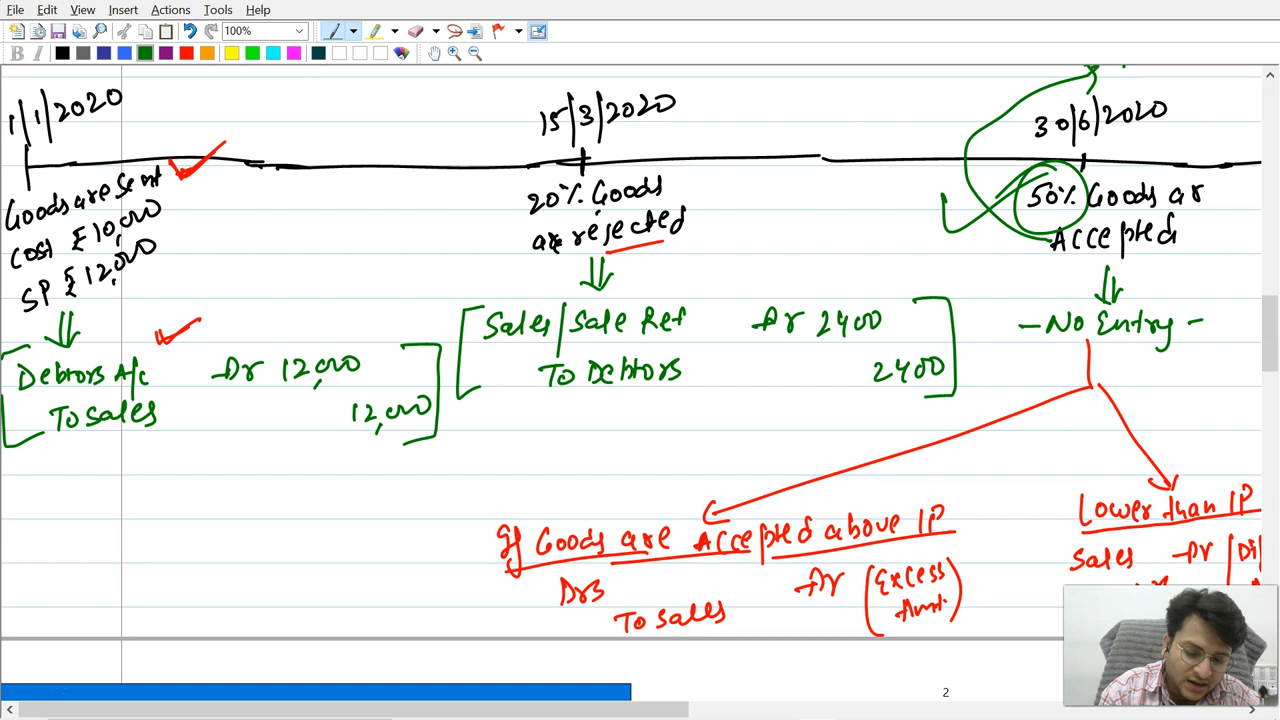 File Edit View Insert Actions Tools Help
100%
B I U
1/1/2020
Goods are Sent
Cost ₹10,000
SP ₹12,000
Debtors A/c Dr 12,000
To Sales 12,000
15/3/2020
20% Goods
are rejected
Sales/Sale Ret Dr 2400
To Debtors 2400
30/6/2020
50% Goods are
Accepted
-No Entry-
If Goods are Accepted above IP
Drs Dr (Excess
Amt.)
To Sales
Lower than IP
Sales Dr
2